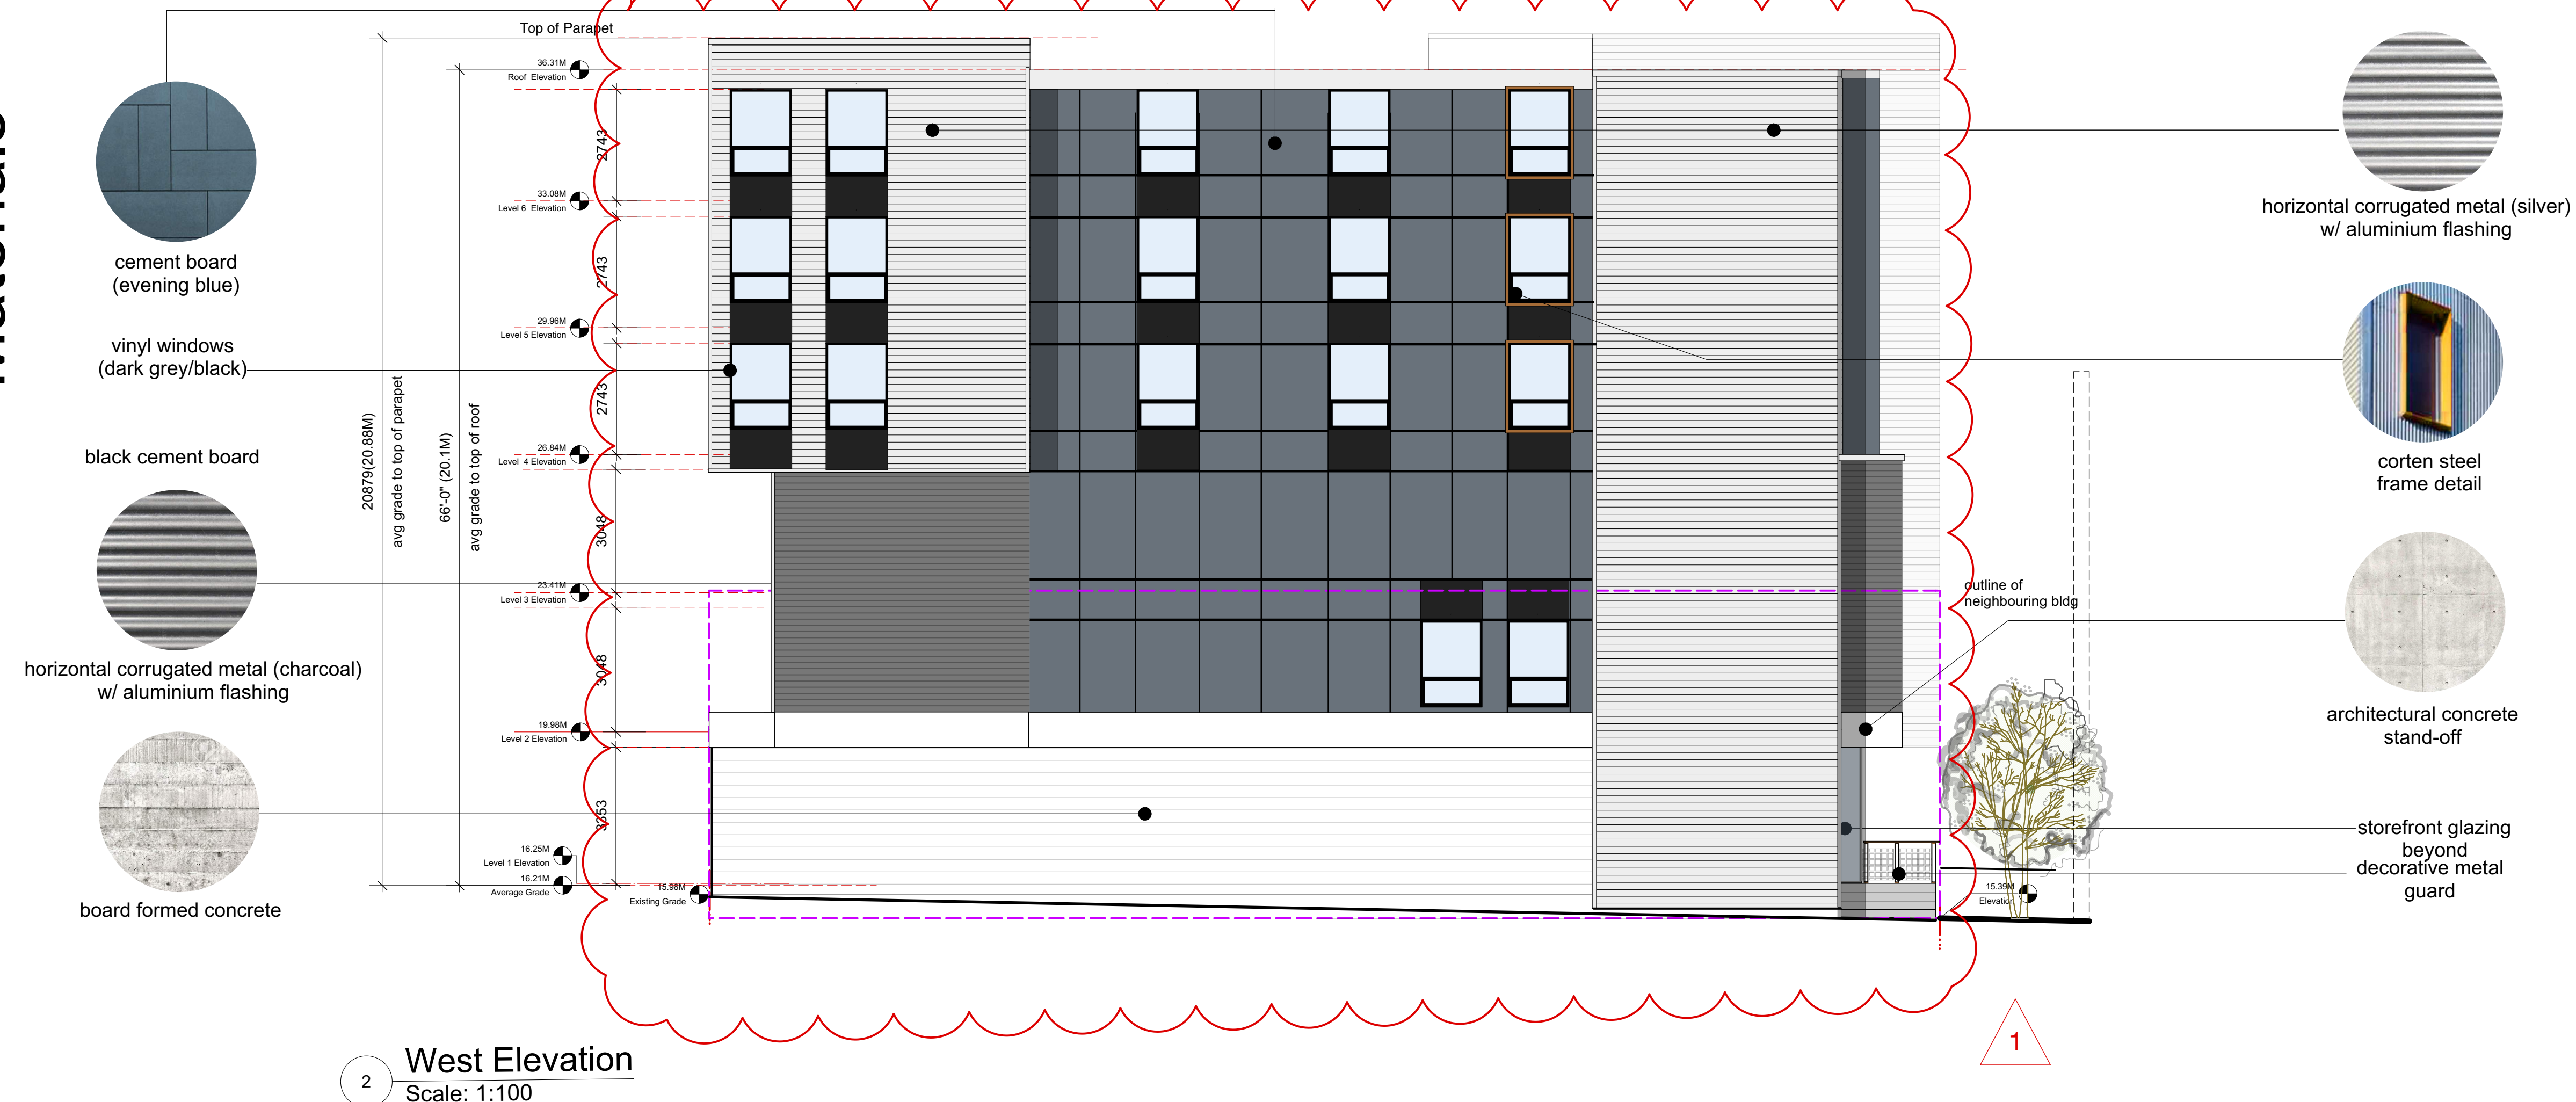 Materials
cement board
(evening blue)
vinyl windows
(dark grey/black)
black cement board
horizontal corrugated metal (charcoal)
w/ aluminium flashing
board formed concrete
20879(20.88M)
avg grade to top of parapet
66'-0" (20.1M)
avg grade to top of roof
Top of Parapet
36.31M
Roof Elevation
2743
33.08M
Level 6 Elevation
2743
29.96M
Level 5 Elevation
2743
26.84M
Level 4 Elevation
3048
23.41M
Level 3 Elevation
3048
19.98M
Level 2 Elevation
3353
16.25M
Level 1 Elevation
16.21M
Average Grade
15.98M
Existing Grade
horizontal corrugated metal (silver)
w/ aluminium flashing
corten steel
frame detail
outline of
neighbouring bldg
architectural concrete
stand-off
storefront glazing
beyond
decorative metal
guard
15.39M
Elevation
1
2
West Elevation
Scale: 1:100